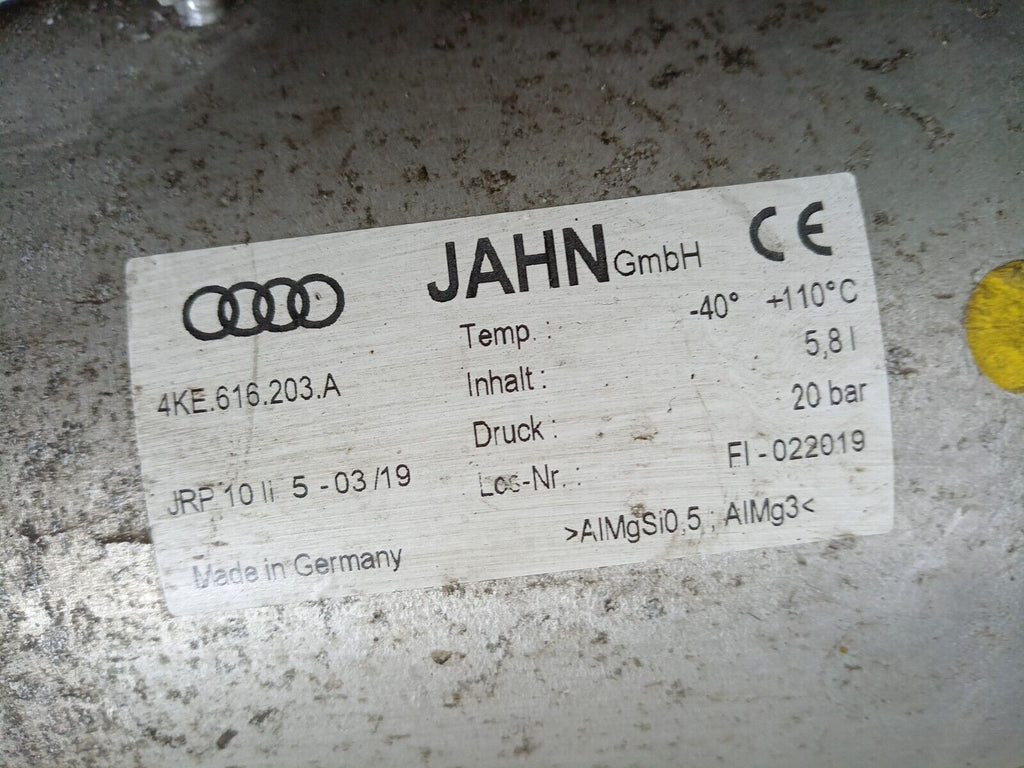 JAHN GmbH CE
4KE.616.203.A
JRP 10 li 5 - 03/19
Made in Germany
Temp. : -40° +110°C
Inhalt : 5,8 l
Druck : 20 bar
Los-Nr. : FI - 022019
>AlMgSi0,5 ; AlMg3<